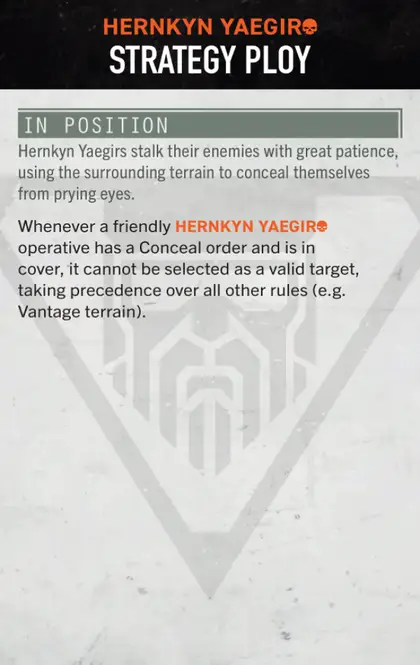 HERNKYN YAEGIR
STRATEGY PLOY
IN POSITION
Hernkyn Yaegirs stalk their enemies with great patience,
using the surrounding terrain to conceal themselves
from prying eyes.
Whenever a friendly HERNKYN YAEGIR
operative has a Conceal order and is in
cover, it cannot be selected as a valid target,
taking precedence over all other rules (e.g.
Vantage terrain).